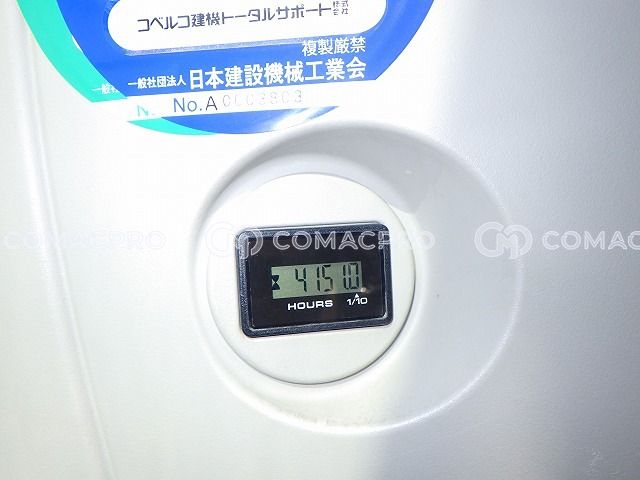 コベルコ建機トータルサポート株式会社
複製厳禁
一般社団法人 日本建設機械工業会
No.A 0003803
COMACPRO
COMACPRO
COMACPRO
4151.0
HOURS 1/10